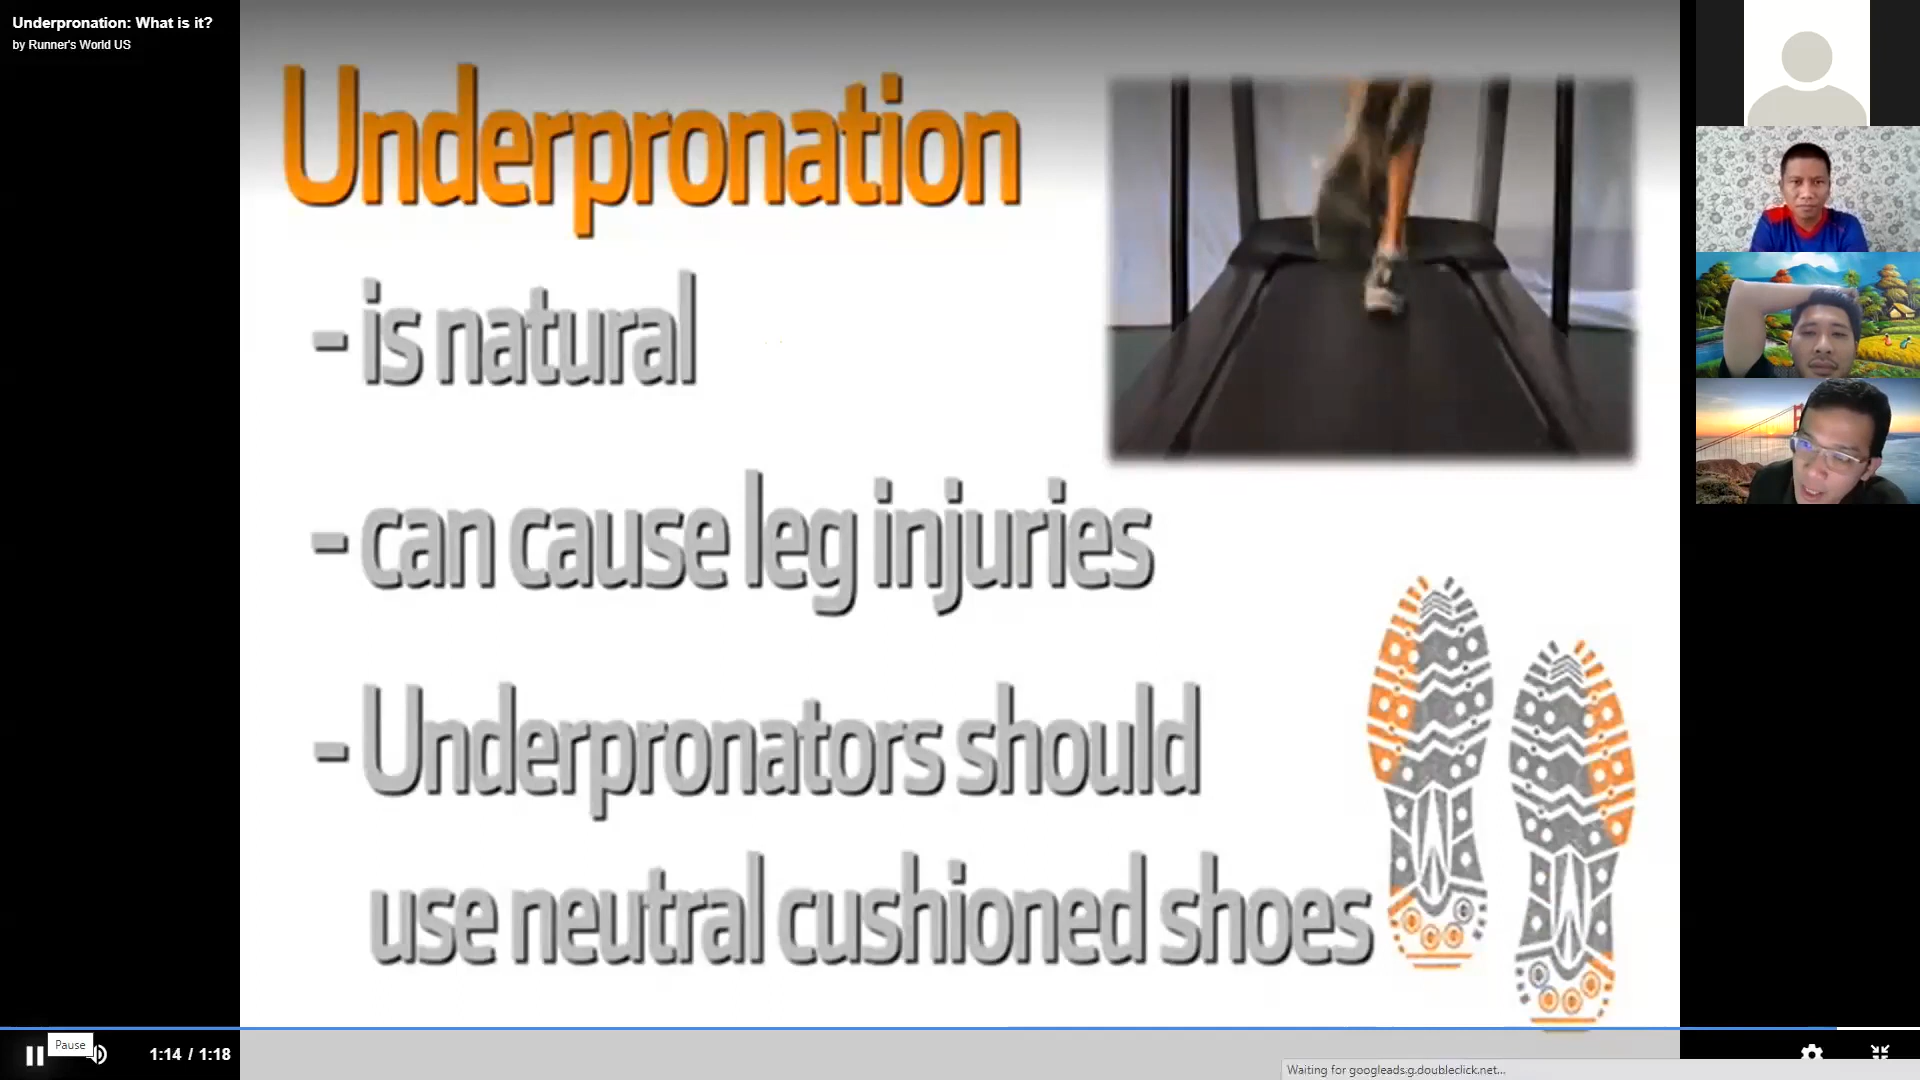 Underpronation: What is it?
by Runner's World US
Underpronation
- is natural
- can cause leg injuries
- Underpronators should
use neutral cushioned shoes
Pause
1:14 / 1:18
Waiting for googleads.g.doubleclick.net...